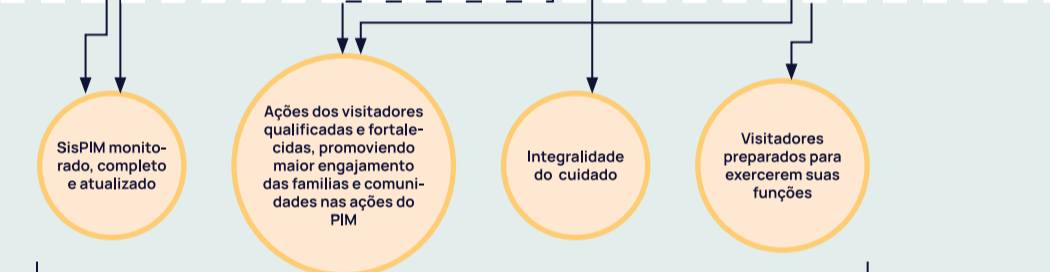 SisPIM monito-
rado, completo
e atualizado
Ações dos visitadores
qualificadas e fortale-
cidas, promoviendo
maior engajamento
das familias e comuni-
dades nas ações do
PIM
Integralidade
do cuidado
Visitadores
preparados para
exercerem suas
funções